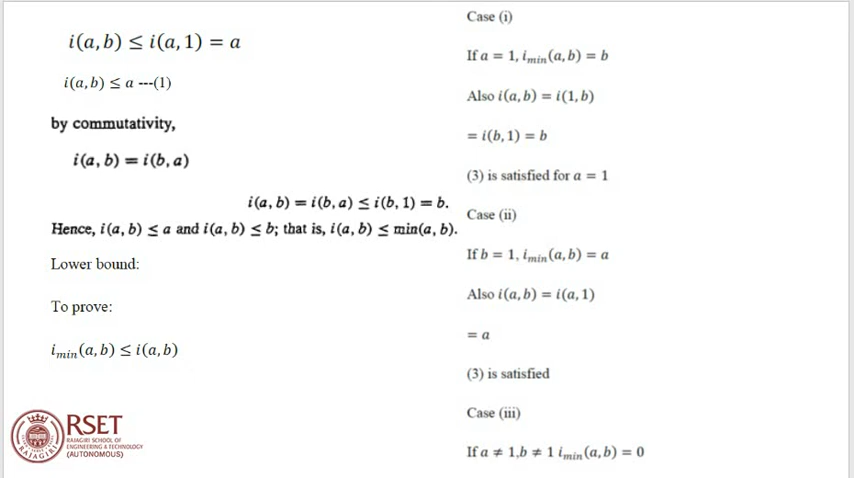 i(a, b) ≤ i(a, 1) = a
i(a, b) ≤ a ---(1)
by commutativity,
i(a, b) = i(b, a)
i(a, b) = i(b, a) ≤ i(b, 1) = b.
Hence, i(a, b) ≤ a and i(a, b) ≤ b; that is, i(a, b) ≤ min(a, b).
Lower bound:
To prove:
i_min(a, b) ≤ i(a, b)
RSET
RAJAGIRI SCHOOL OF
ENGINEERING & TECHNOLOGY
(AUTONOMOUS)
RAJAGIRI
Case (i)
If a = 1, i_min(a, b) = b
Also i(a, b) = i(1, b)
= i(b, 1) = b
(3) is satisfied for a = 1
Case (ii)
If b = 1, i_min(a, b) = a
Also i(a, b) = i(a, 1)
= a
(3) is satisfied
Case (iii)
If a ≠ 1, b ≠ 1 i_min(a, b) = 0